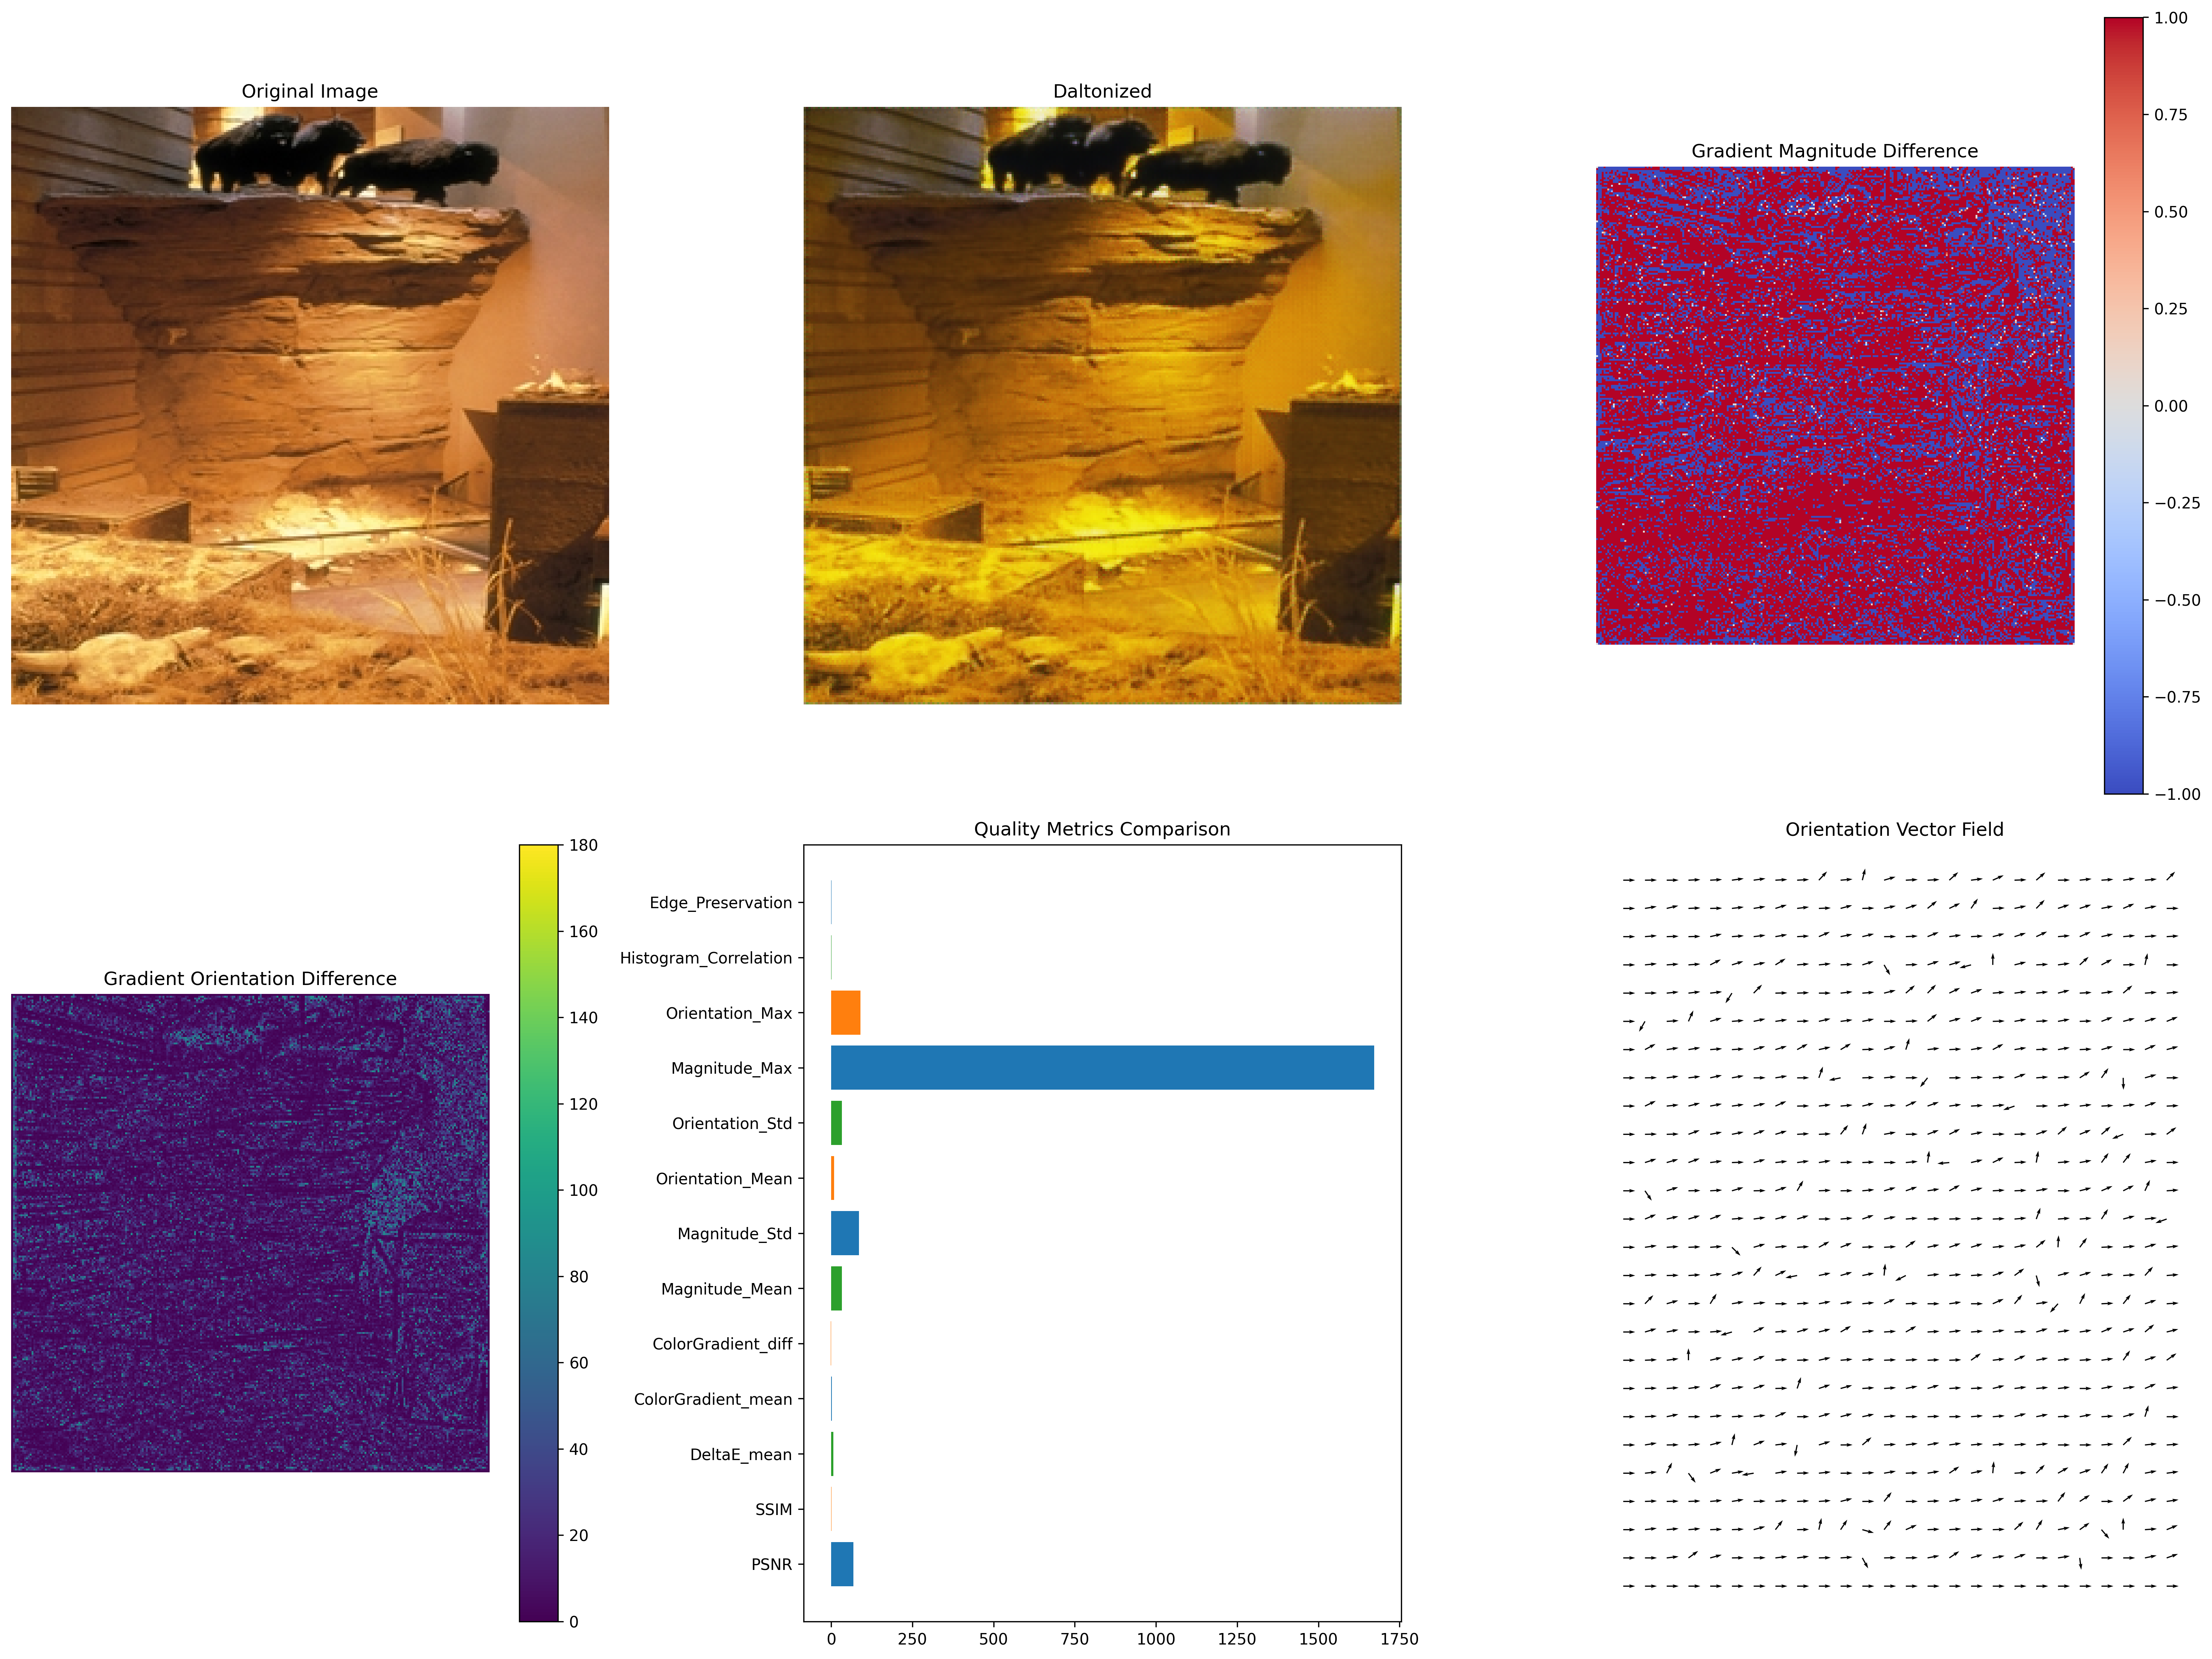 Original Image
Daltonized
Gradient Magnitude Difference
1.00
0.75
0.50
0.25
0.00
−0.25
−0.50
−0.75
−1.00
Gradient Orientation Difference
180
160
140
120
100
80
60
40
20
0
Quality Metrics Comparison
Edge_Preservation
Histogram_Correlation
Orientation_Max
Magnitude_Max
Orientation_Std
Orientation_Mean
Magnitude_Std
Magnitude_Mean
ColorGradient_diff
ColorGradient_mean
DeltaE_mean
SSIM
PSNR
0 250 500 750 1000 1250 1500 1750
Orientation Vector Field